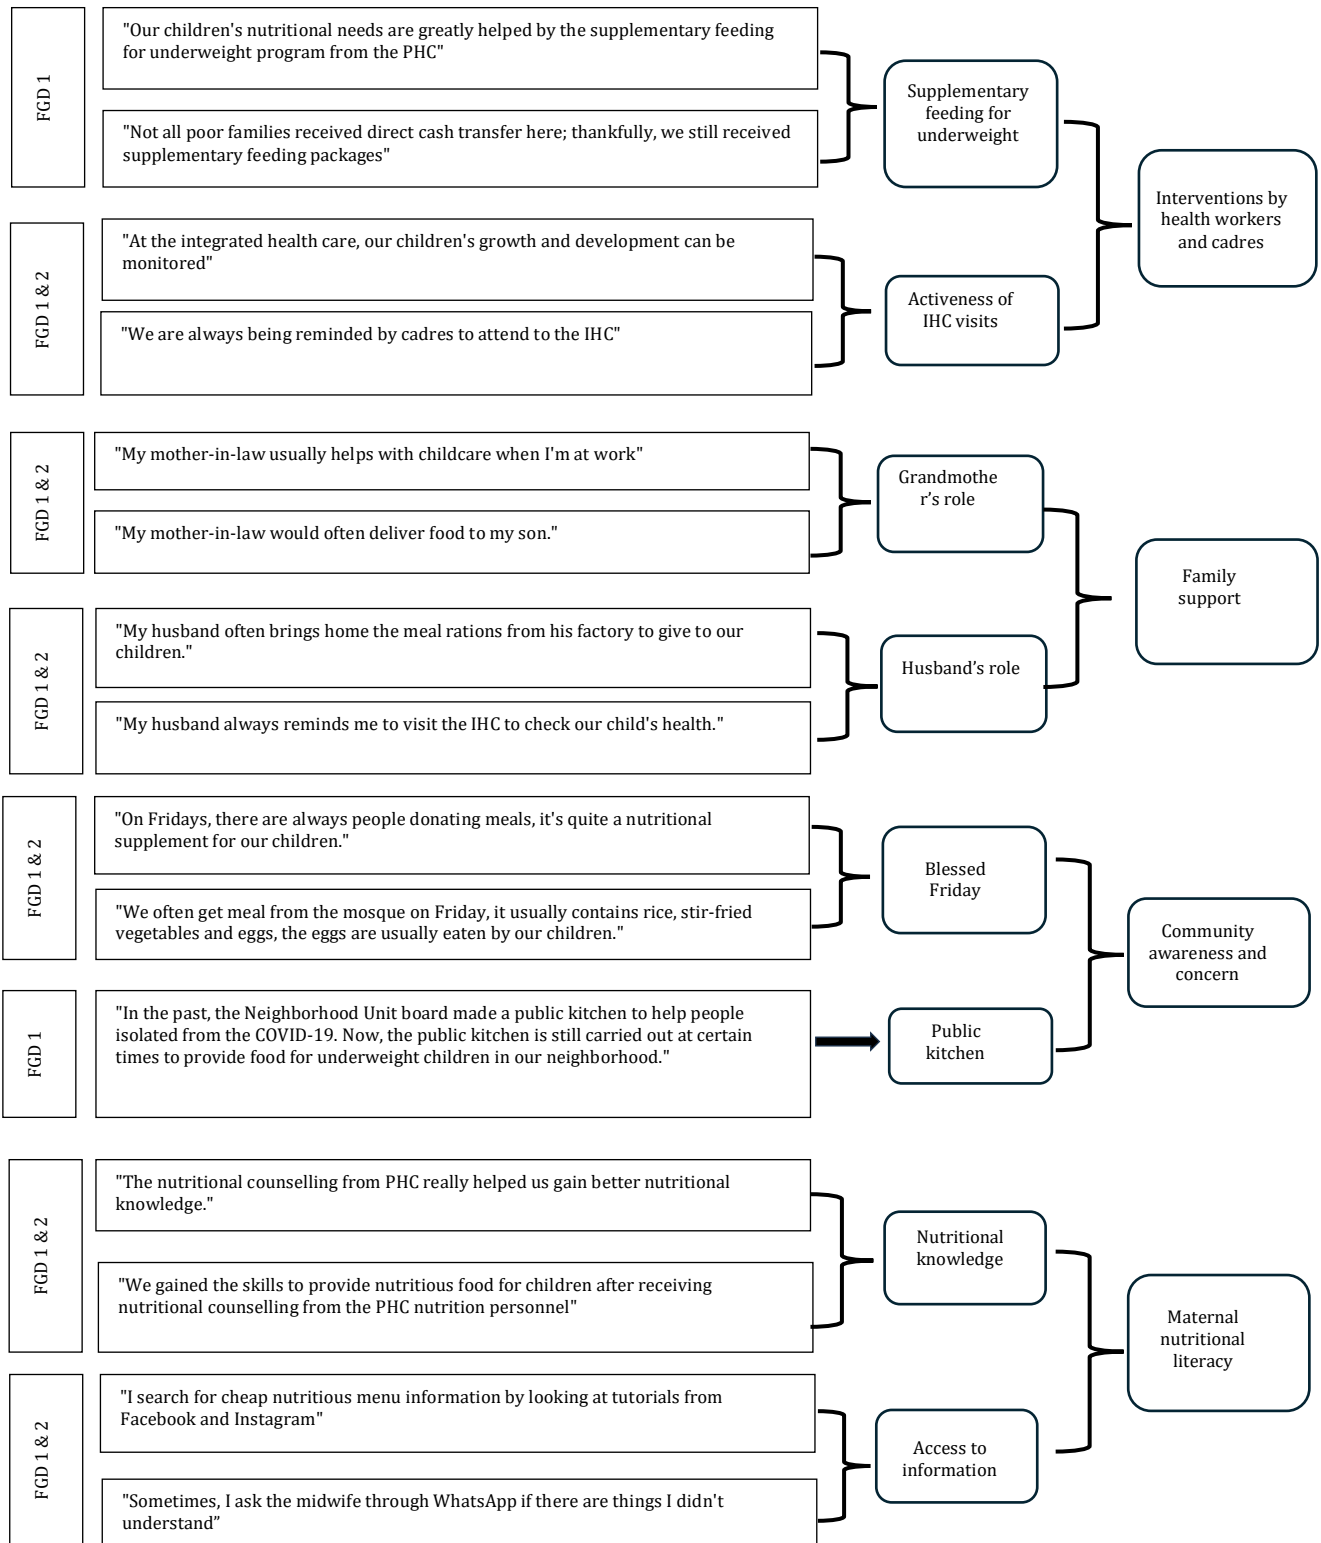 FGD 1
"Our children's nutritional needs are greatly helped by the supplementary feeding
for underweight program from the PHC"
"Not all poor families received direct cash transfer here; thankfully, we still received
supplementary feeding packages"
Supplementary
feeding for
underweight
FGD 1 & 2
"At the integrated health care, our children's growth and development can be
monitored"
"We are always being reminded by cadres to attend to the IHC"
Activeness of
IHC visits
Interventions by
health workers
and cadres
FGD 1 & 2
"My mother-in-law usually helps with childcare when I'm at work"
"My mother-in-law would often deliver food to my son."
Grandmothe
r’s role
FGD 1 & 2
"My husband often brings home the meal rations from his factory to give to our
children."
"My husband always reminds me to visit the IHC to check our child's health."
Husband’s role
Family
support
FGD 1 & 2
"On Fridays, there are always people donating meals, it's quite a nutritional
supplement for our children."
"We often get meal from the mosque on Friday, it usually contains rice, stir-fried
vegetables and eggs, the eggs are usually eaten by our children."
Blessed
Friday
FGD 1
"In the past, the Neighborhood Unit board made a public kitchen to help people
isolated from the COVID-19. Now, the public kitchen is still carried out at certain
times to provide food for underweight children in our neighborhood."
Public
kitchen
Community
awareness and
concern
FGD 1 & 2
"The nutritional counselling from PHC really helped us gain better nutritional
knowledge."
"We gained the skills to provide nutritious food for children after receiving
nutritional counselling from the PHC nutrition personnel"
Nutritional
knowledge
FGD 1 & 2
"I search for cheap nutritious menu information by looking at tutorials from
Facebook and Instagram"
"Sometimes, I ask the midwife through WhatsApp if there are things I didn't
understand”
Access to
information
Maternal
nutritional
literacy